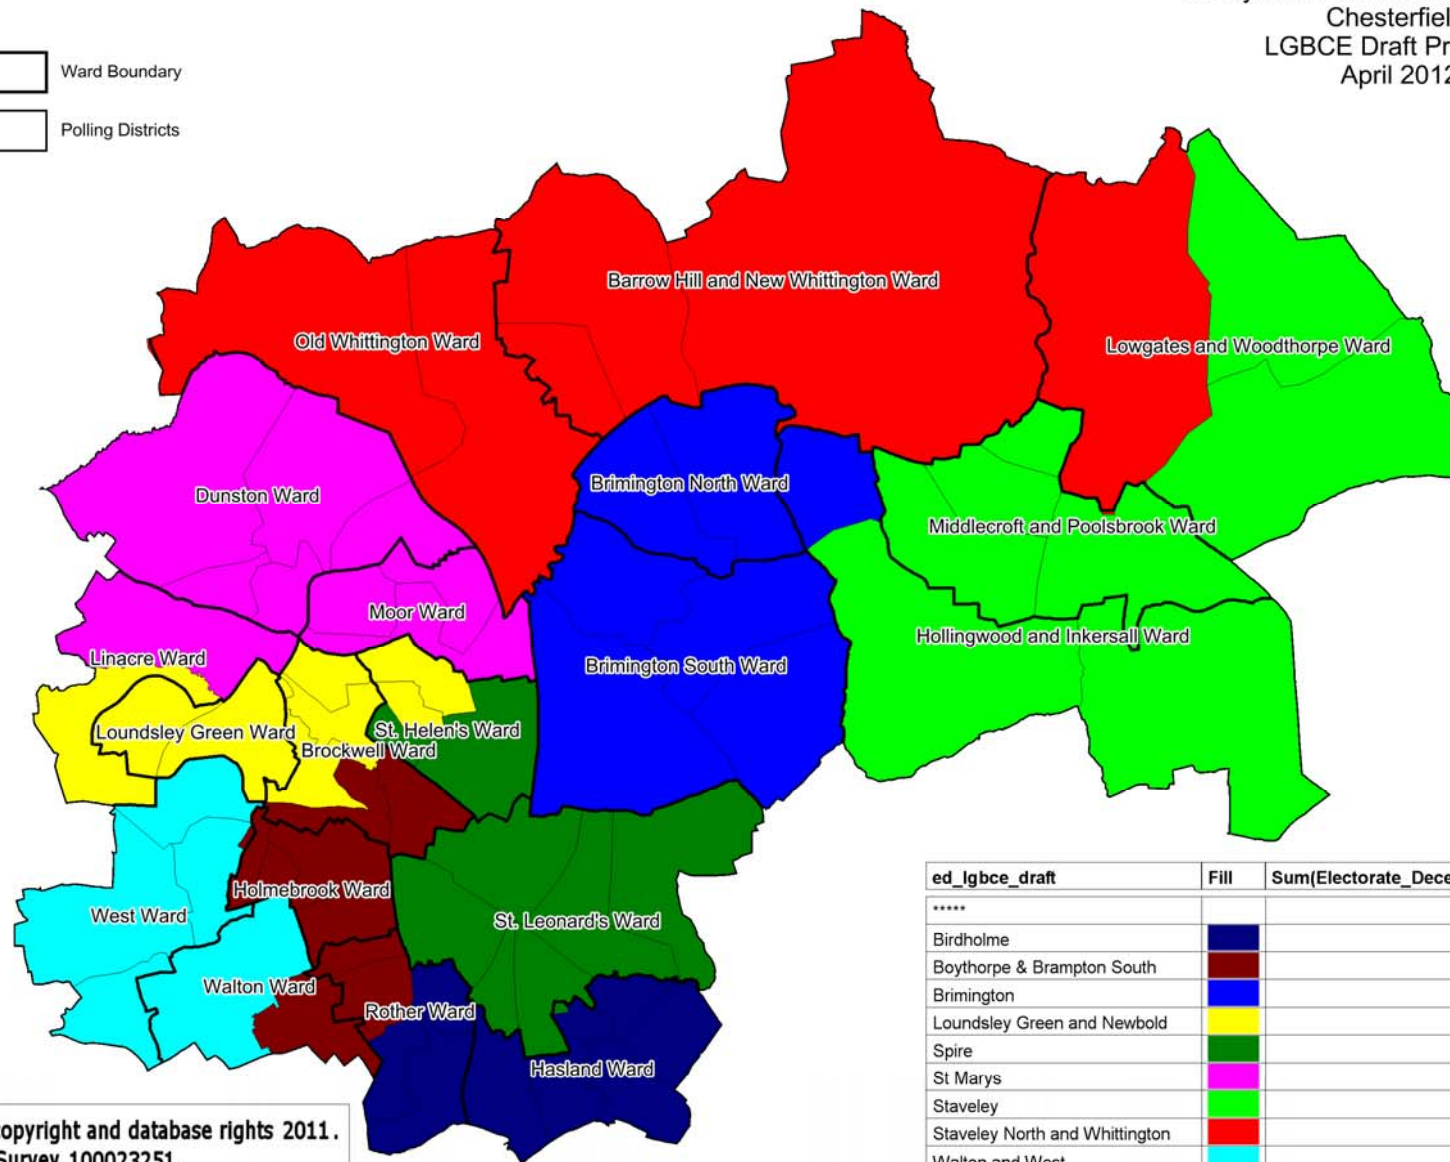 Chesterfiel
LGBCE Draft Pr
April 2012
Ward Boundary
Polling Districts
Barrow Hill and New Whittington Ward
Old Whittington Ward
Lowgates and Woodthorpe Ward
Brimington North Ward
Dunston Ward
Middlecroft and Poolsbrook Ward
Moor Ward
Hollingwood and Inkersall Ward
Linacre Ward
Brimington South Ward
Loundsley Green Ward
St. Helen's Ward
Brockwell Ward
Holmebrook Ward
West Ward
St. Leonard's Ward
Walton Ward
Rother Ward
Hasland Ward
ed_lgbce_draft Fill Sum(Electorate_Dece
*****
Birdholme
Boythorpe & Brampton South
Brimington
Loundsley Green and Newbold
Spire
St Marys
Staveley
Staveley North and Whittington
Walton and West
opyright and database rights 2011.
Survey 100023251